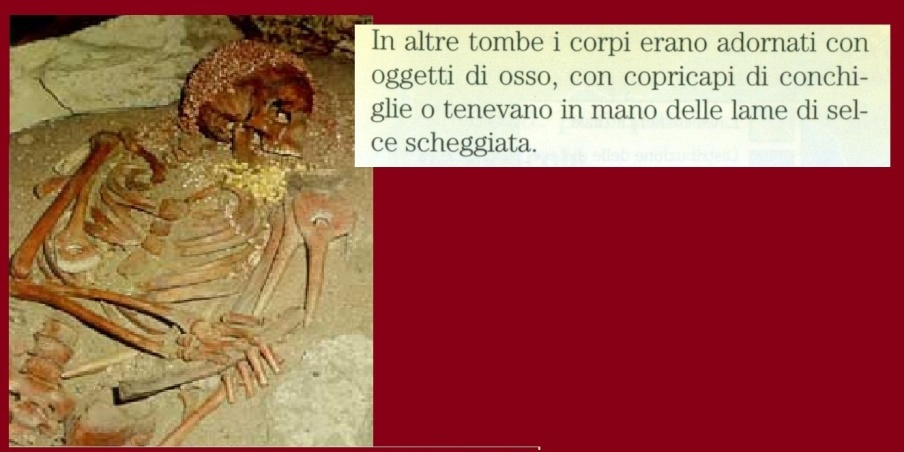 In altre tombe i corpi erano adornati con
oggetti di osso, con copricapi di conchi-
glie o tenevano in mano delle lame di sel-
ce scheggiata.